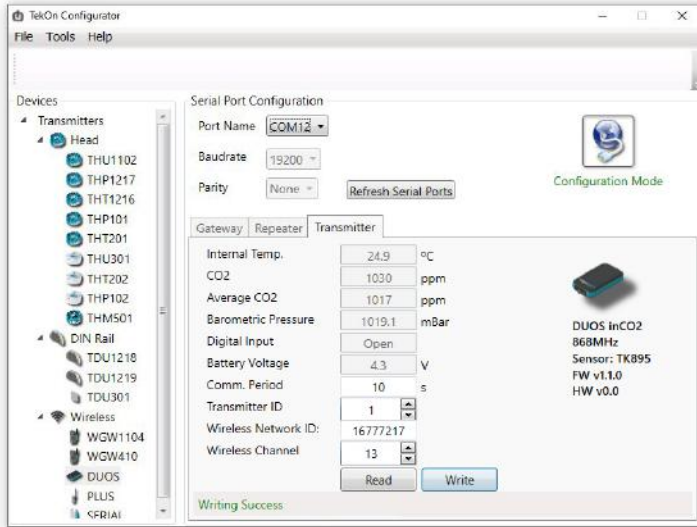 TekOn Configurator
File Tools Help
Devices
Transmitters
Head
THU1102
THP1217
THT1216
THP101
THT201
THU301
THT202
THP102
THM501
DIN Rail
TDU1218
TDU1219
TDU301
Wireless
WGW1104
WGW410
DUOS
PLUS
SERIAL
Serial Port Configuration
Port Name COM12
Baudrate 19200
Parity None Refresh Serial Ports
Configuration Mode
Gateway Repeater Transmitter
Internal Temp. 24.9 ºC
CO2 1030 ppm
Average CO2 1017 ppm
Barometric Pressure 1019.1 mBar
Digital Input Open
Battery Voltage 4.3 V
Comm. Period 10 s
Transmitter ID 1
Wireless Network ID: 16777217
Wireless Channel 13
Read Write
Writing Success
DUOS inCO2
868MHz
Sensor: TK895
FW v1.1.0
HW v0.0